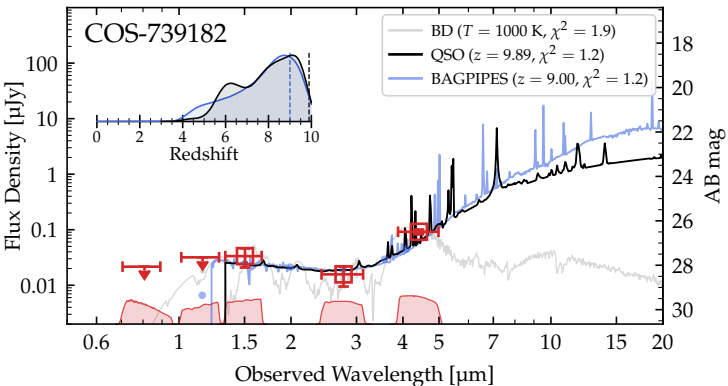 COS-739182
BD (T = 1000 K, χ² = 1.9)
QSO (z = 9.89, χ² = 1.2)
BAGPIPES (z = 9.00, χ² = 1.2)
0 2 4 6 8 10
Redshift
100
10
1
0.1
0.01
Flux Density [μJy]
18
20
22
24
26
28
30
AB mag
0.6 1 1.5 2 3 4 5 10 15 20
Observed Wavelength [μm]